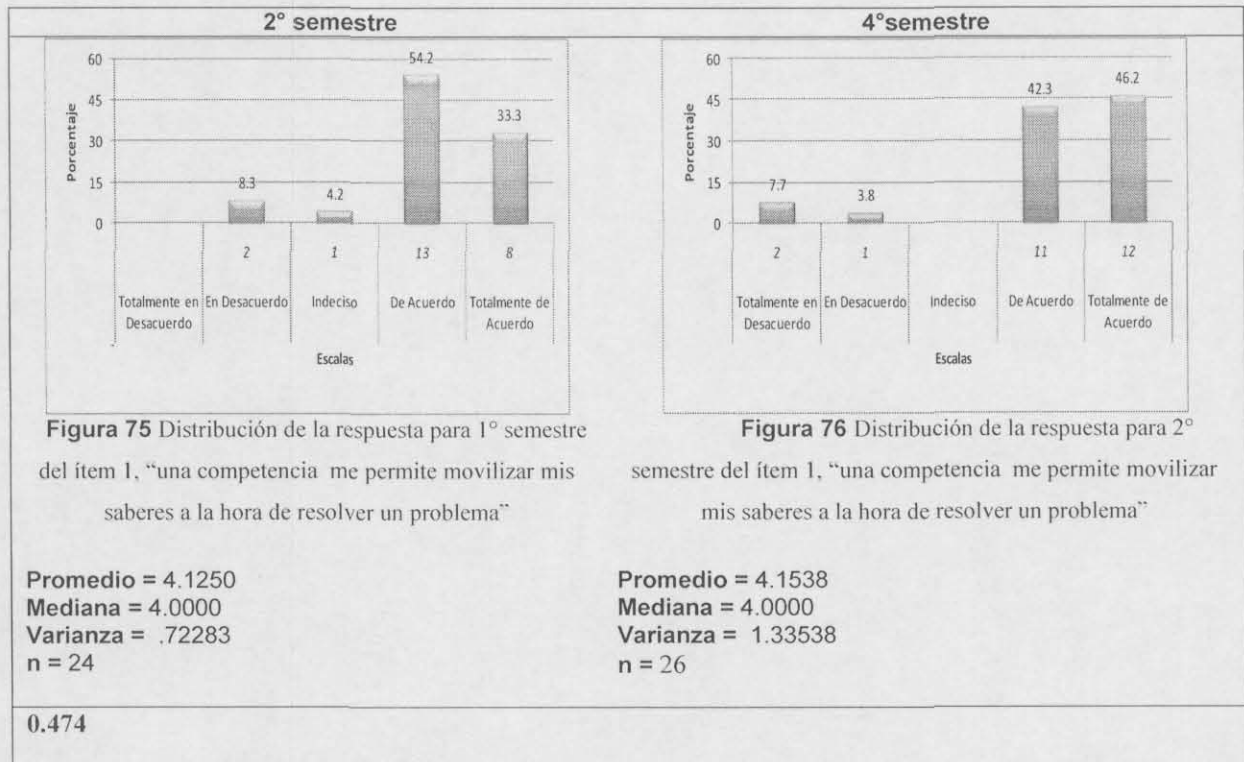 2° semestre
4°semestre
60
45
30
15
0
Porcentaje
8.3
4.2
54.2
33.3
2
1
13
8
Totalmente en Desacuerdo
En Desacuerdo
Indeciso
De Acuerdo
Totalmente de Acuerdo
Escalas
60
45
30
15
0
Porcentaje
7.7
3.8
42.3
46.2
2
1
11
12
Totalmente en Desacuerdo
En Desacuerdo
Indeciso
De Acuerdo
Totalmente de Acuerdo
Escalas
Figura 75 Distribución de la respuesta para 1° semestre
del ítem 1, “una competencia me permite movilizar mis
saberes a la hora de resolver un problema”
Figura 76 Distribución de la respuesta para 2°
semestre del ítem 1, “una competencia me permite movilizar
mis saberes a la hora de resolver un problema”
Promedio = 4.1250
Mediana = 4.0000
Varianza = .72283
n = 24
Promedio = 4.1538
Mediana = 4.0000
Varianza = 1.33538
n = 26
0.474